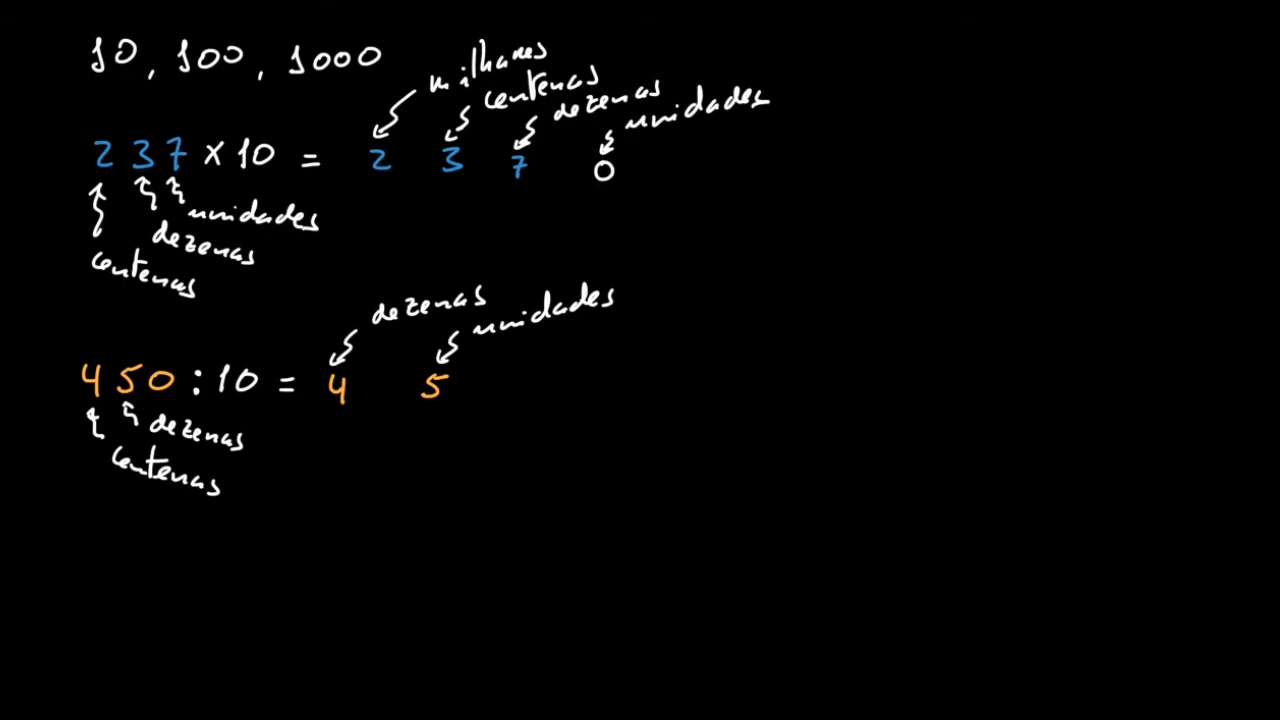 10, 100, 1000
milhares
centenas
dezenas
unidades
237 x 10 = 2 3 7 0
unidades
dezenas
centenas
dezenas
unidades
450 : 10 = 4 5
dezenas
centenas